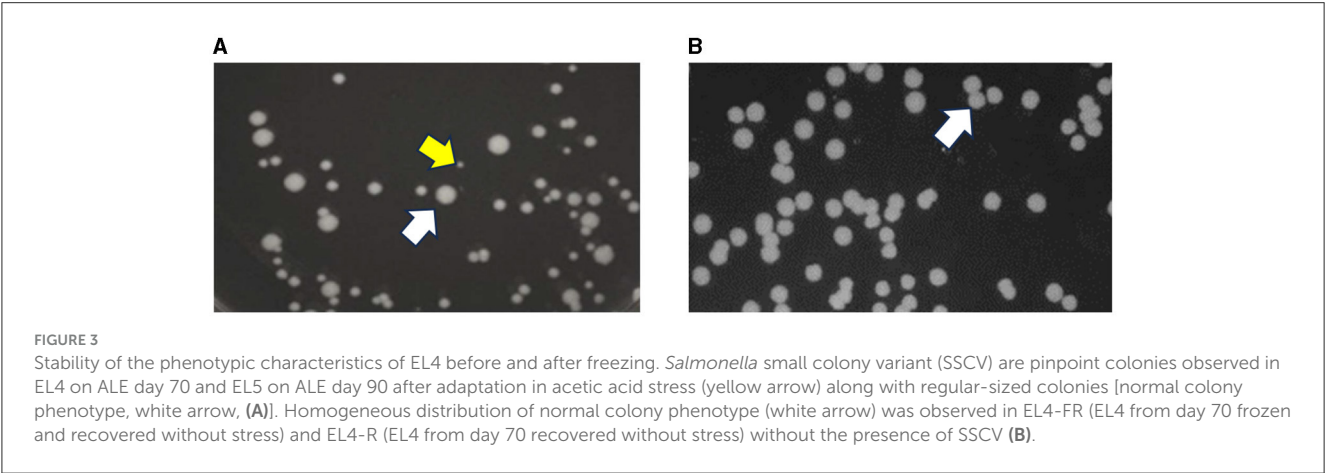 A
B
FIGURE 3
Stability of the phenotypic characteristics of EL4 before and after freezing. Salmonella small colony variant (SSCV) are pinpoint colonies observed in
EL4 on ALE day 70 and EL5 on ALE day 90 after adaptation in acetic acid stress (yellow arrow) along with regular-sized colonies [normal colony
phenotype, white arrow, (A)]. Homogeneous distribution of normal colony phenotype (white arrow) was observed in EL4-FR (EL4 from day 70 frozen
and recovered without stress) and EL4-R (EL4 from day 70 recovered without stress) without the presence of SSCV (B).